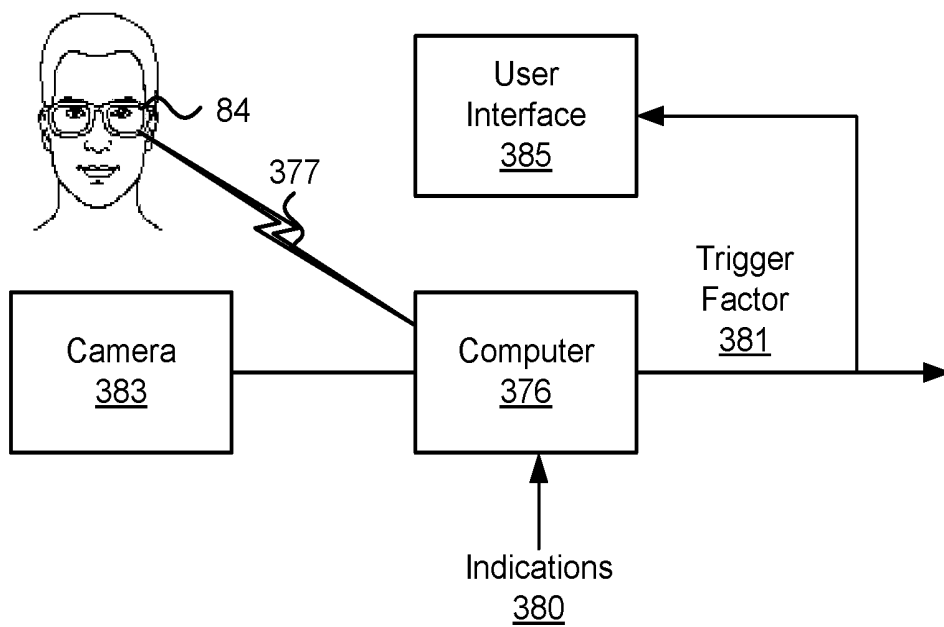 84
377
User
Interface
385
Trigger
Factor
381
Camera
383
Computer
376
Indications
380